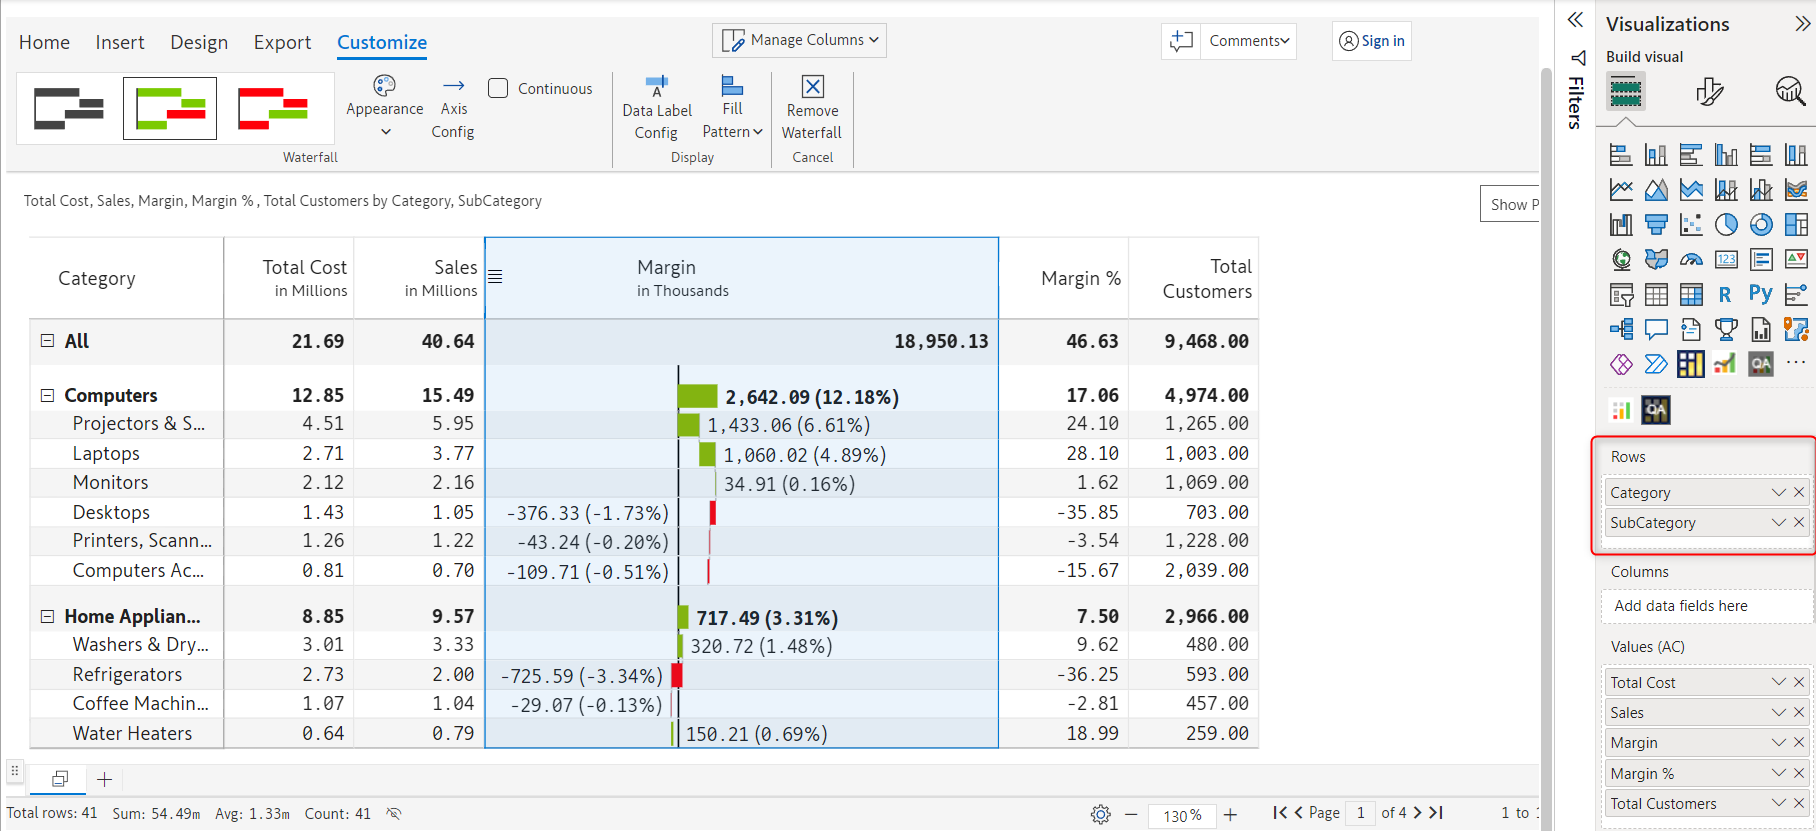 Home Insert Design Export Customize
Manage Columns
Comments
Sign in
Appearance
Axis Config
Continuous
Waterfall
Data Label Config
Fill Pattern
Display
Remove Waterfall
Cancel
Total Cost, Sales, Margin, Margin % , Total Customers by Category, SubCategory
Show P
Category Total Cost in Millions Sales in Millions Margin in Thousands Margin % Total Customers
All 21.69 40.64 18,950.13 46.63 9,468.00
Computers 12.85 15.49 2,642.09 (12.18%) 17.06 4,974.00
Projectors & S... 4.51 5.95 1,433.06 (6.61%) 24.10 1,265.00
Laptops 2.71 3.77 1,060.02 (4.89%) 28.10 1,003.00
Monitors 2.12 2.16 34.91 (0.16%) 1.62 1,069.00
Desktops 1.43 1.05 -376.33 (-1.73%) -35.85 703.00
Printers, Scann... 1.26 1.22 -43.24 (-0.20%) -3.54 1,228.00
Computers Ac... 0.81 0.70 -109.71 (-0.51%) -15.67 2,039.00
Home Applian... 8.85 9.57 717.49 (3.31%) 7.50 2,966.00
Washers & Dry... 3.01 3.33 320.72 (1.48%) 9.62 480.00
Refrigerators 2.73 2.00 -725.59 (-3.34%) -36.25 593.00
Coffee Machin... 1.07 1.04 -29.07 (-0.13%) -2.81 457.00
Water Heaters 0.64 0.79 150.21 (0.69%) 18.99 259.00
Total rows: 41 Sum: 54.49m Avg: 1.33m Count: 41
130%
Page 1 of 4
1 to
Filters
Visualizations
Build visual
123
R
Py
QA
QA
Rows
Category
SubCategory
Columns
Add data fields here
Values (AC)
Total Cost
Sales
Margin
Margin %
Total Customers